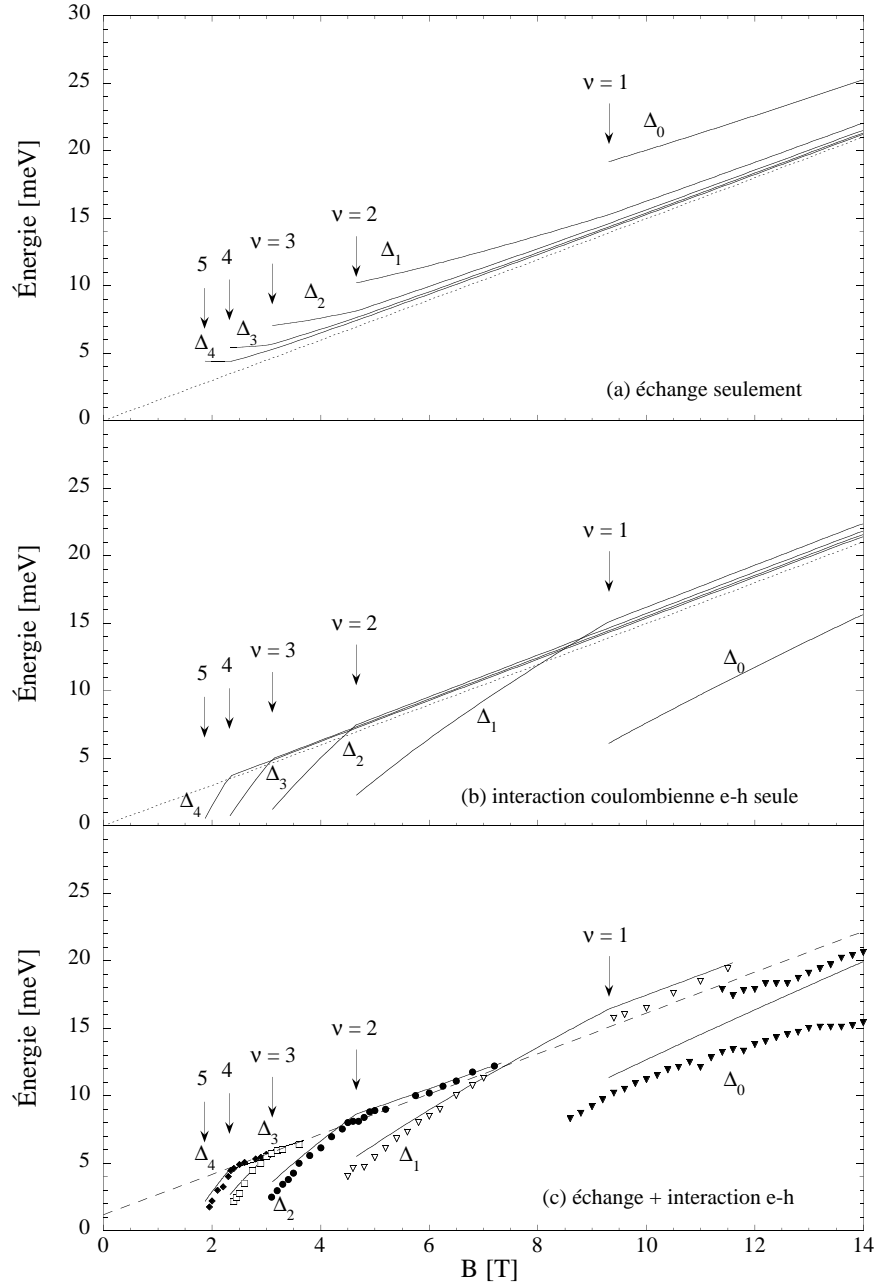 30
25
20
15
10
5
0
Énergie [meV]
ν = 1
Δ₀
ν = 2
Δ₁
ν = 3
Δ₂
4
Δ₃
5
Δ₄
(a) échange seulement
25
20
15
10
5
0
Énergie [meV]
ν = 1
Δ₀
ν = 2
Δ₁
ν = 3
Δ₂
4
Δ₃
5
Δ₄
(b) interaction coulombienne e-h seule
25
20
15
10
5
0
Énergie [meV]
ν = 1
Δ₀
ν = 2
Δ₁
ν = 3
Δ₂
4
Δ₃
5
Δ₄
(c) échange + interaction e-h
0 2 4 6 8 10 12 14
B [T]